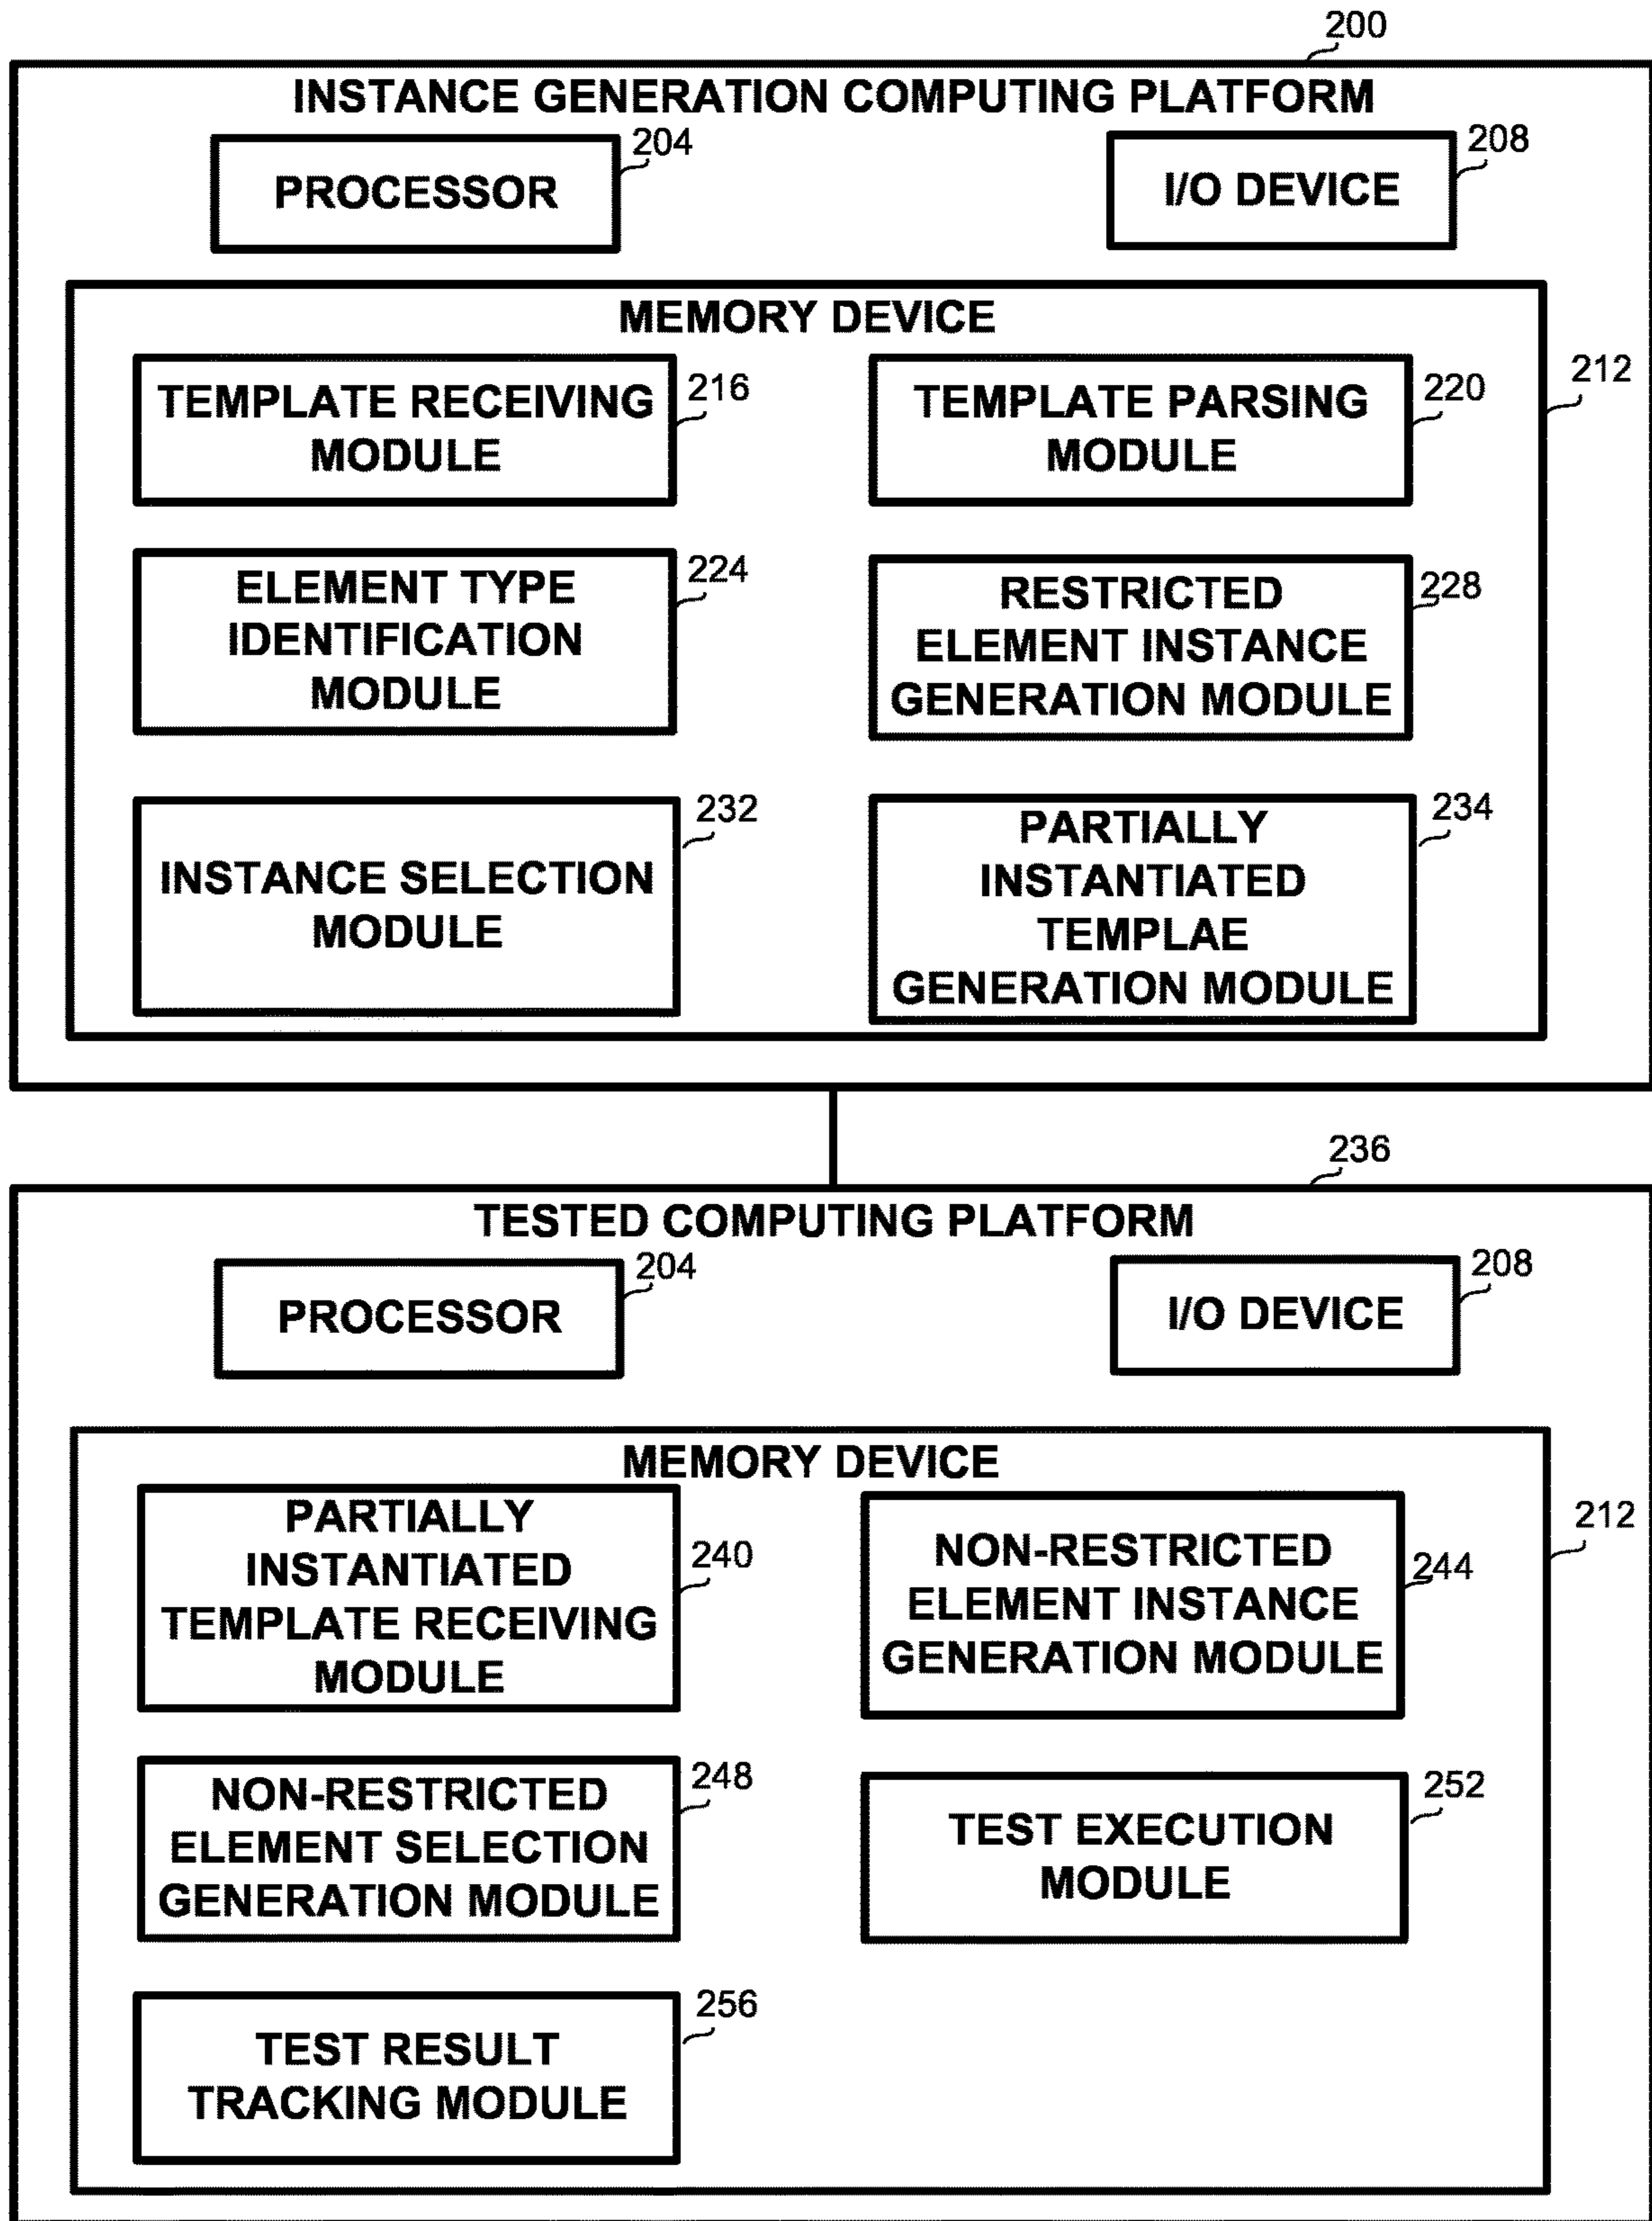 200
INSTANCE GENERATION COMPUTING PLATFORM
PROCESSOR
204
I/O DEVICE
208
MEMORY DEVICE
212
TEMPLATE RECEIVING
MODULE
216
TEMPLATE PARSING
MODULE
220
ELEMENT TYPE
IDENTIFICATION
MODULE
224
RESTRICTED
ELEMENT INSTANCE
GENERATION MODULE
228
INSTANCE SELECTION
MODULE
232
PARTIALLY
INSTANTIATED
TEMPLAE
GENERATION MODULE
234
236
TESTED COMPUTING PLATFORM
PROCESSOR
204
I/O DEVICE
208
MEMORY DEVICE
212
PARTIALLY
INSTANTIATED
TEMPLATE RECEIVING
MODULE
240
NON-RESTRICTED
ELEMENT INSTANCE
GENERATION MODULE
244
NON-RESTRICTED
ELEMENT SELECTION
GENERATION MODULE
248
TEST EXECUTION
MODULE
252
TEST RESULT
TRACKING MODULE
256